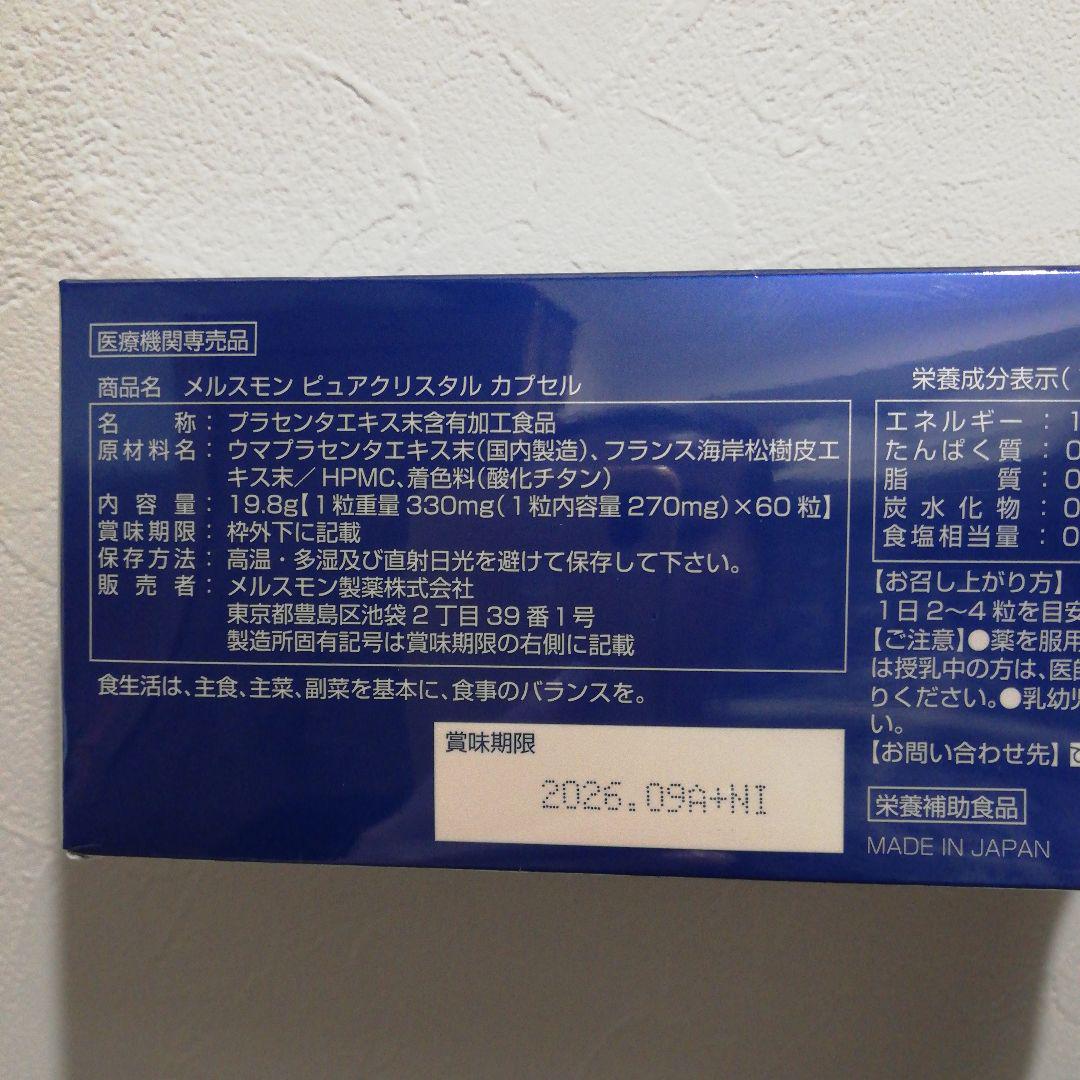 医療機関専売品
商品名 メルスモン ピュアクリスタル カプセル
名称：プラセンタエキス末含有加工食品
原材料名：ウマプラセンタエキス末（国内製造）、フランス海岸松樹皮エ
キス末／HPMC、着色料（酸化チタン）
内容量：19.8g【1粒重量 330mg（1粒内容量 270mg）×60粒】
賞味期限：枠外下に記載
保存方法：高温・多湿及び直射日光を避けて保存して下さい。
販売者：メルスモン製薬株式会社
東京都豊島区池袋2丁目39番1号
製造所固有記号は賞味期限の右側に記載
食生活は、主食、主菜、副菜を基本に、食事のバランスを。
賞味期限
2026.09A+NI
栄養成分表示（
エネルギー：1
たんぱく質：0
脂質：0
炭水化物：0
食塩相当量：0
【お召し上がり方】
1日2〜4粒を目安
【ご注意】●薬を服用
は授乳中の方は、医師
りください。●乳幼児
い。
【お問い合わせ先】
栄養補助食品
MADE IN JAPAN